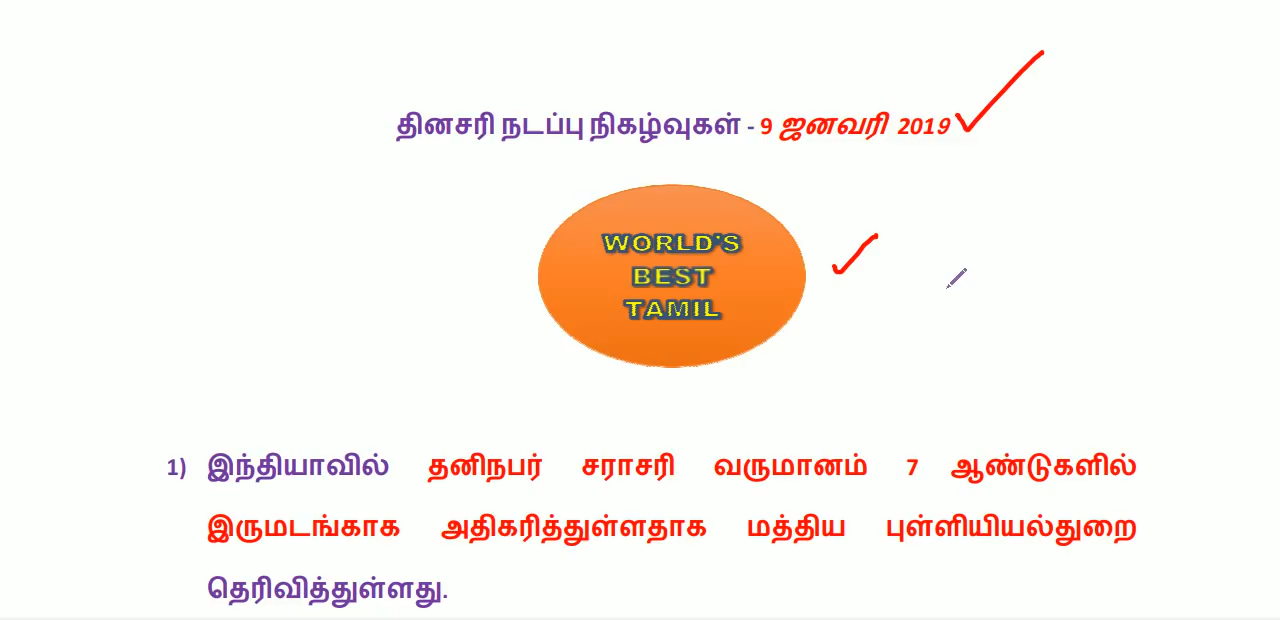 தினசரி நடப்பு நிகழ்வுகள் - 9 ஜனவரி 2019
WORLD'S
BEST
TAMIL
1) இந்தியாவில் தனிநபர் சராசரி வருமானம் 7 ஆண்டுகளில்
இருமடங்காக அதிகரித்துள்ளதாக மத்திய புள்ளியியல்துறை
தெரிவித்துள்ளது.